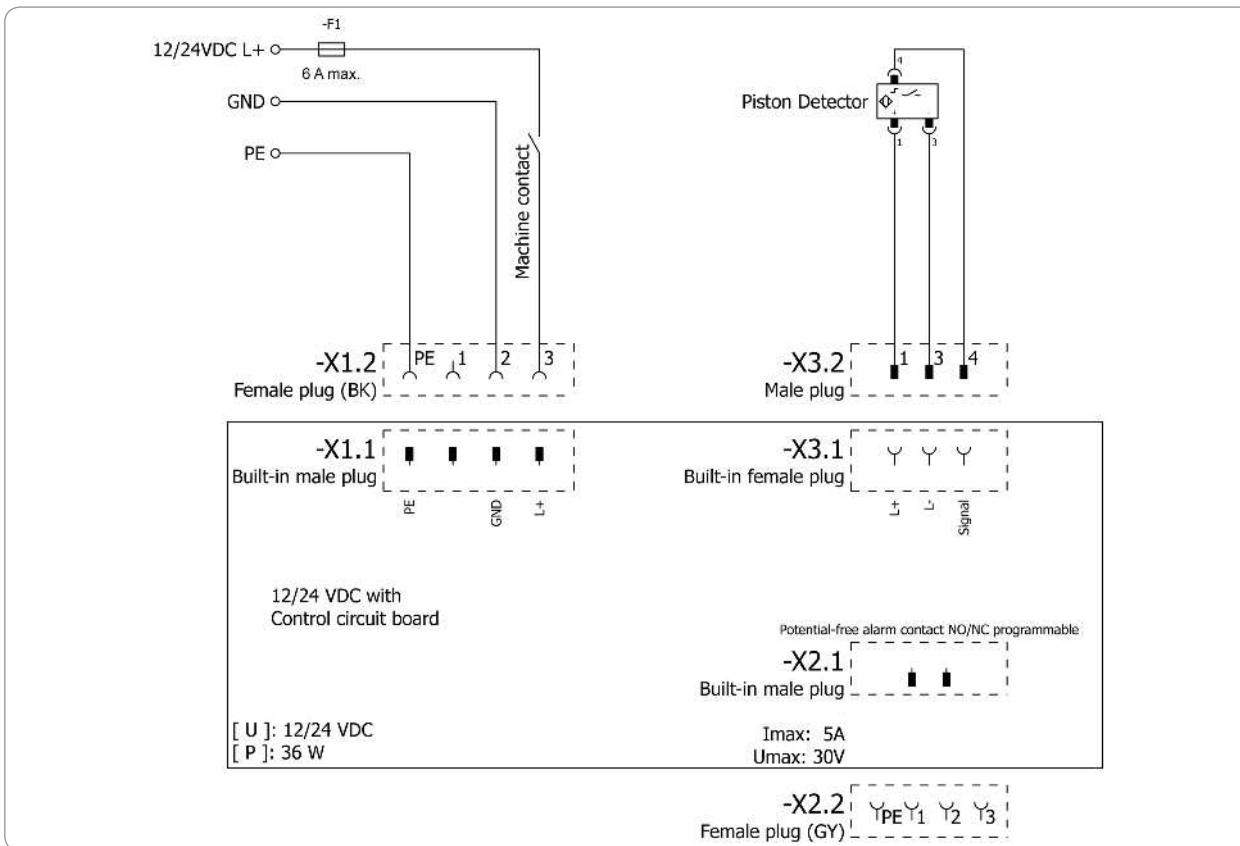 -F1
12/24VDC L+
6 A max.
GND
PE
Machine contact
4
Piston Detector
+ -
1 3
-X1.2 PE 1 2 3
Female plug (BK)
-X3.2 1 3 4
Male plug
-X1.1
Built-in male plug
PE GND L+
-X3.1
Built-in female plug
L+ L- Signal
12/24 VDC with
Control circuit board
Potential-free alarm contact NO/NC programmable
-X2.1
Built-in male plug
[ U ]: 12/24 VDC
[ P ]: 36 W
Imax: 5A
Umax: 30V
-X2.2 PE 1 2 3
Female plug (GY)